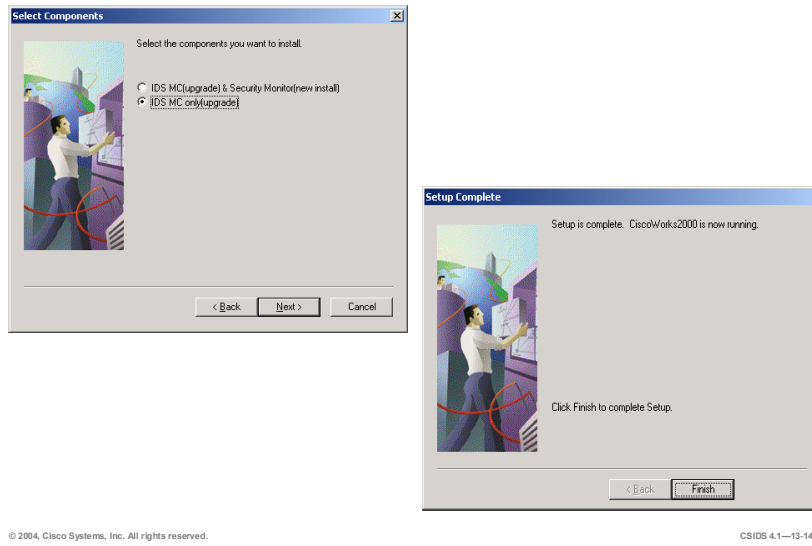 Select Components
Select the components you want to install.
IDS MC(upgrade) & Security Monitor(new install)
IDS MC only(upgrade)
< Back
Next >
Cancel
Setup Complete
Setup is complete. CiscoWorks2000 is now running.
Click Finish to complete Setup.
< Back
Finish
© 2004, Cisco Systems, Inc. All rights reserved.
CSIDS 4.1—13-14